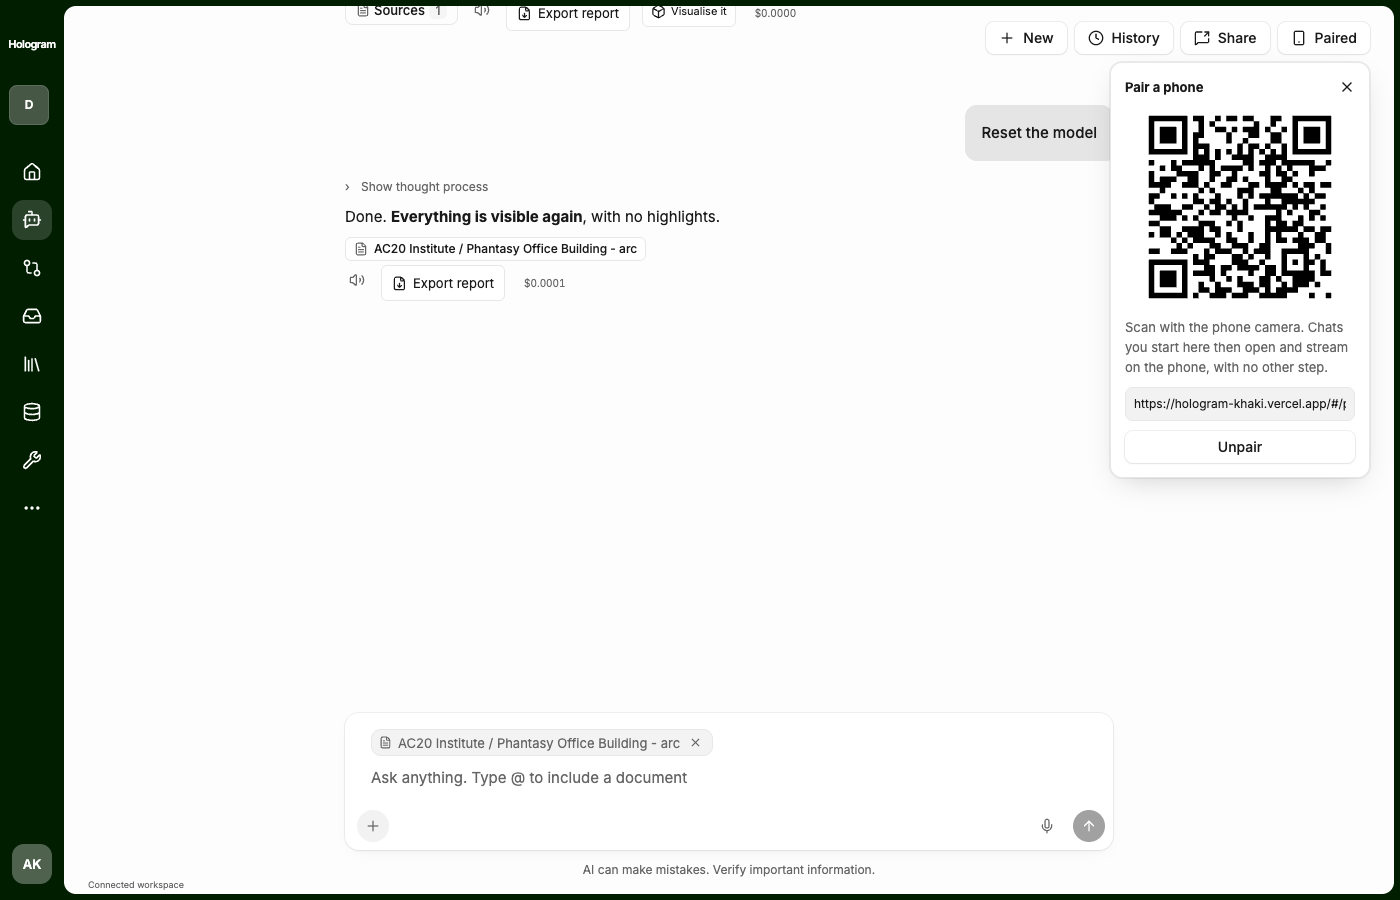 Sources 1
Export report
Visualise it
$0.0000
Hologram
New
History
Share
Paired
D
Pair a phone
Reset the model
Show thought process
Done. Everything is visible again, with no highlights.
AC20 Institute / Phantasy Office Building - arc
Export report
$0.0001
Scan with the phone camera. Chats
you start here then open and stream
on the phone, with no other step.
https://hologram-khaki.vercel.app/#/
Unpair
AC20 Institute / Phantasy Office Building - arc
Ask anything. Type @ to include a document
AI can make mistakes. Verify important information.
AK
Connected workspace